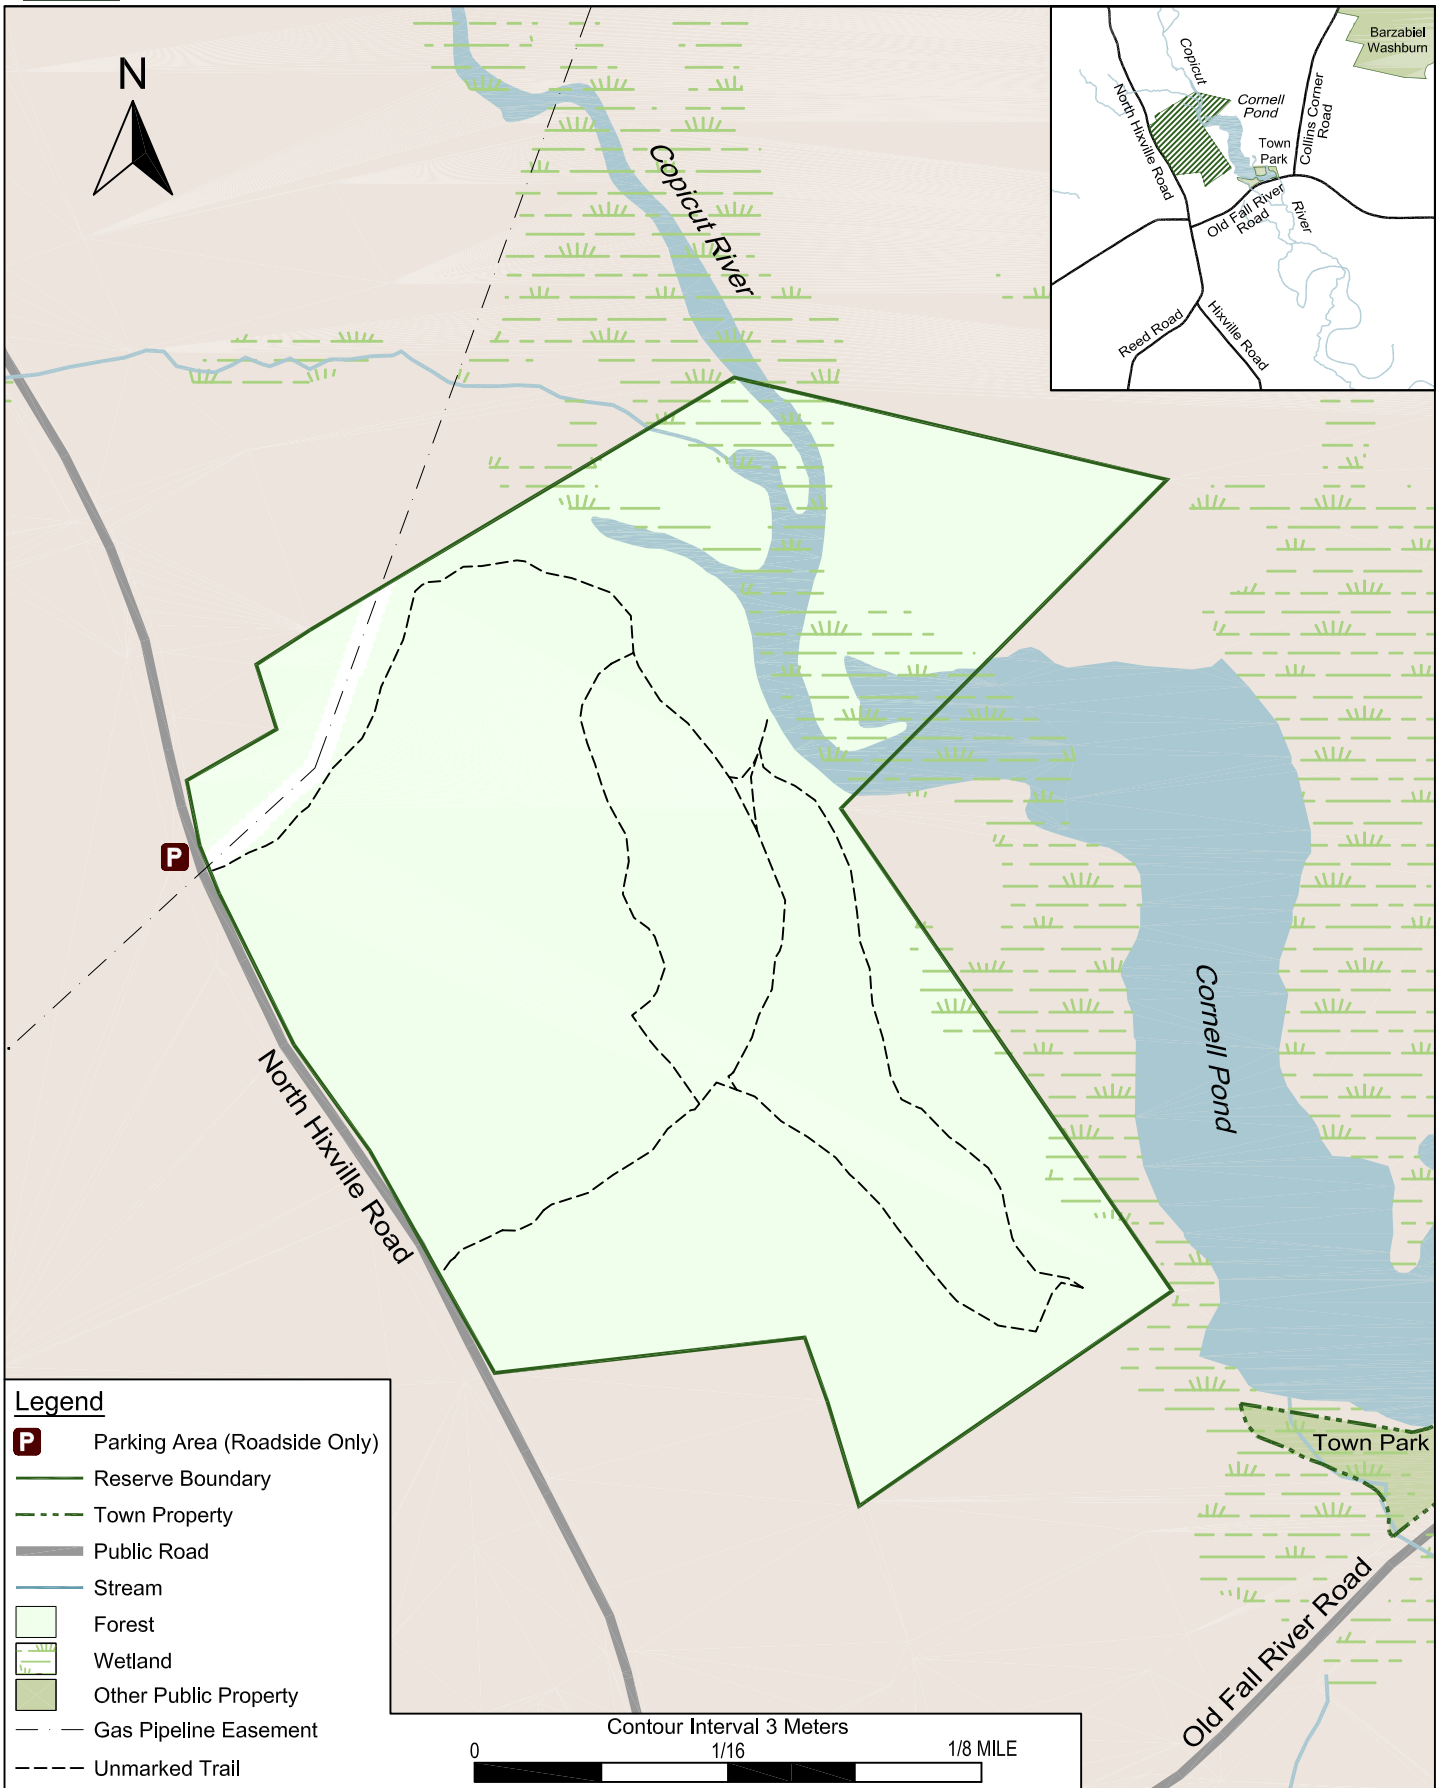 N
Copicut River
Copicut
North Hixville Road
Cornell
Pond
Town
Park
Collins Corner
Road
Barzabiel
Washburn
Old Fall River
Road
River
Reed Road
Hixville Road
P
North Hixville Road
Cornell Pond
Town Park
Old Fall River Road
Legend
P Parking Area (Roadside Only)
Reserve Boundary
Town Property
Public Road
Stream
Forest
Wetland
Other Public Property
Gas Pipeline Easement
Unmarked Trail
Contour Interval 3 Meters
0 1/16 1/8 MILE